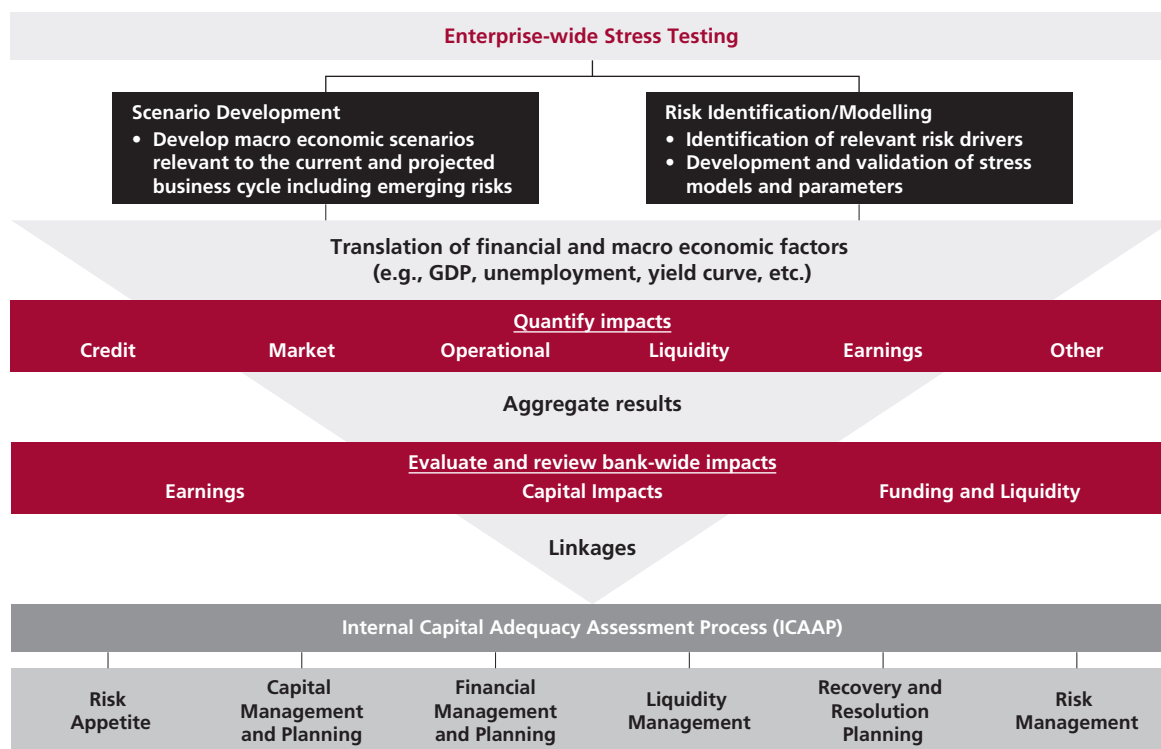 Enterprise-wide Stress Testing
Scenario Development
• Develop macro economic scenarios
relevant to the current and projected
business cycle including emerging risks
Risk Identification/Modelling
• Identification of relevant risk drivers
• Development and validation of stress
models and parameters
Translation of financial and macro economic factors
(e.g., GDP, unemployment, yield curve, etc.)
Quantify impacts
Credit Market Operational Liquidity Earnings Other
Aggregate results
Evaluate and review bank-wide impacts
Earnings Capital Impacts Funding and Liquidity
Linkages
Internal Capital Adequacy Assessment Process (ICAAP)
Risk
Appetite
Capital
Management
and Planning
Financial
Management
and Planning
Liquidity
Management
Recovery and
Resolution
Planning
Risk
Management